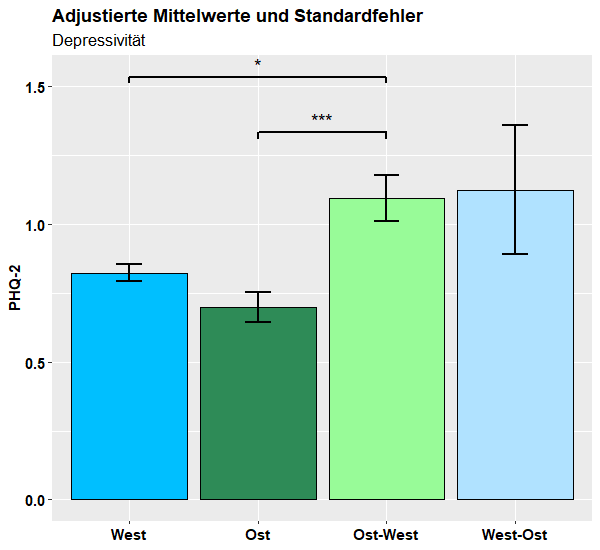 Adjustierte Mittelwerte und Standardfehler
Depressivität
*
***
PHQ-2
1.5
1.0
0.5
0.0
West Ost Ost-West West-Ost